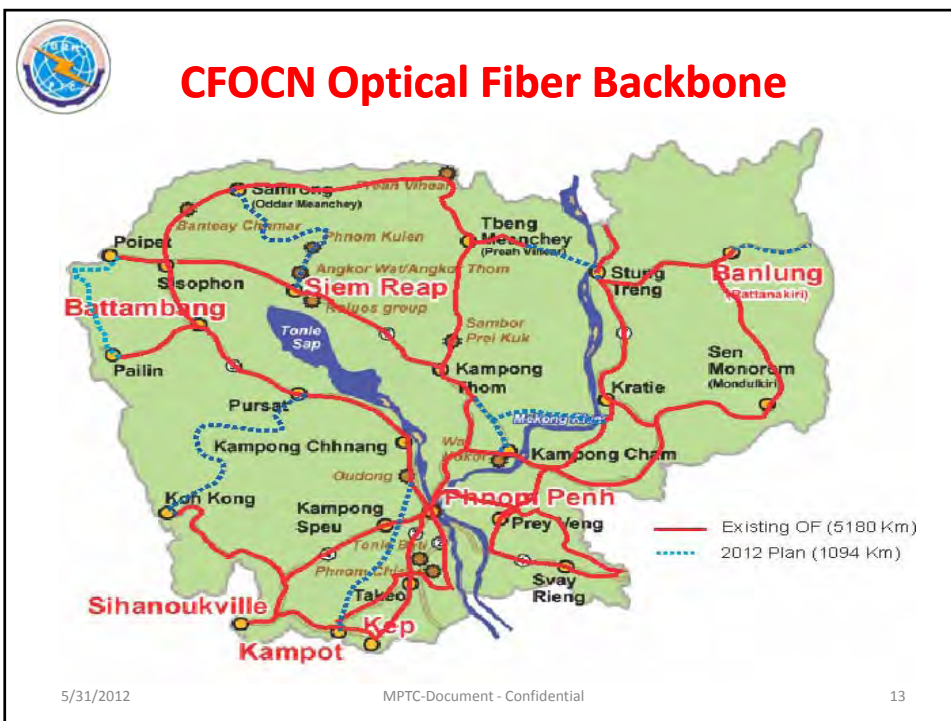 CFOCN Optical Fiber Backbone
Samrong
(Oddar Meanchey)
Preah Vihear
Banteay Chhmar
Phnom Kulen
Tbeng
Meanchey
(Preah Vihear)
Poipet
Angkor Wat/Angkor Thom
Sisophon
Siem Reap
Roluos group
Stung
Treng
Banlung
(Rattanakiri)
Battambang
Tonle
Sap
Sambor
Prei Kuk
Pailin
Kampong
Thom
Sen
Monorom
(Mondulkiri)
Kratie
Pursat
Mekong River
Kampong Chhnang
Wat
Nokor
Kampong Cham
Oudong
Koh Kong
Phnom Penh
Kampong
Speu
Prey Veng
Existing OF (5180 Km)
2012 Plan (1094 Km)
Tonle Bati
Phnom Chisor
Takeo
Svay
Rieng
Sihanoukville
Kep
Kampot
5/31/2012
MPTC-Document - Confidential
13